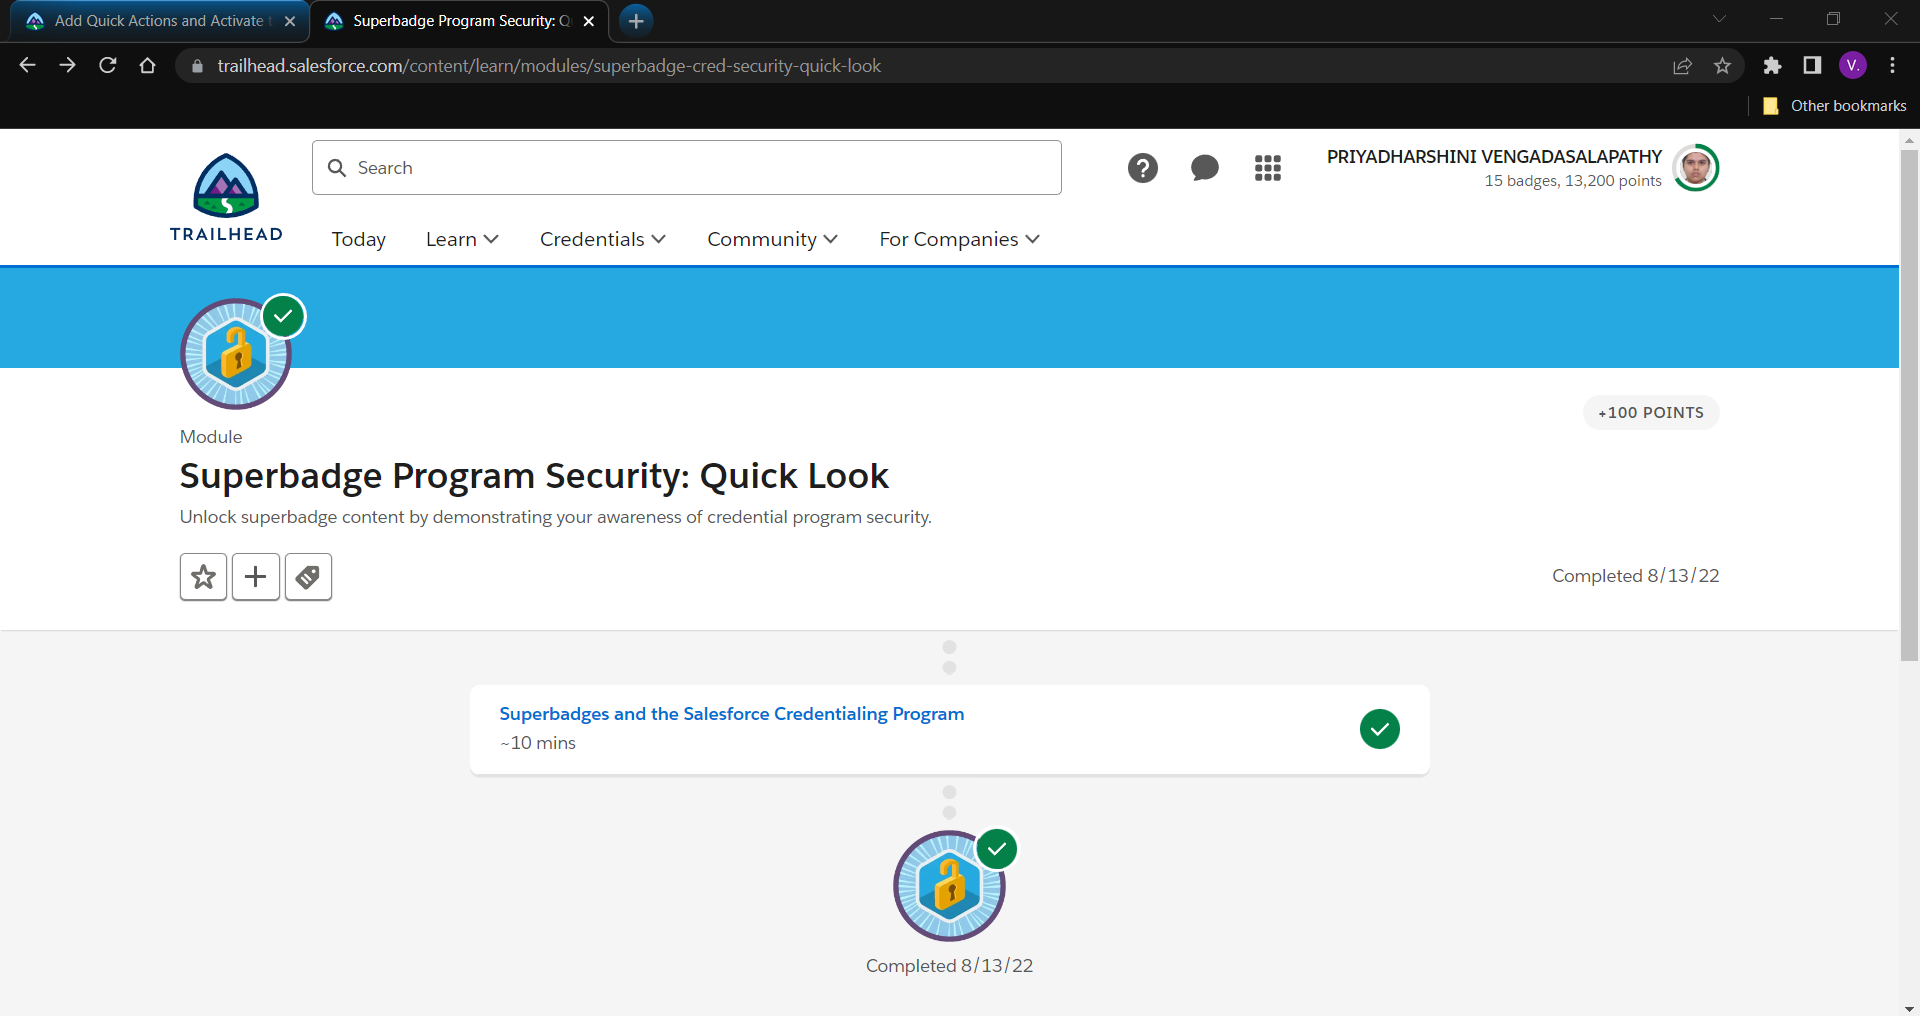 Add Quick Actions and Activate t
Superbadge Program Security: Q
trailhead.salesforce.com/content/learn/modules/superbadge-cred-security-quick-look
V.
Other bookmarks
TRAILHEAD
Search
?
PRIYADHARSHINI VENGADASALAPATHY
15 badges, 13,200 points
Today
Learn
Credentials
Community
For Companies
+100 POINTS
Module
Superbadge Program Security: Quick Look
Unlock superbadge content by demonstrating your awareness of credential program security.
Completed 8/13/22
Superbadges and the Salesforce Credentialing Program
~10 mins
Completed 8/13/22